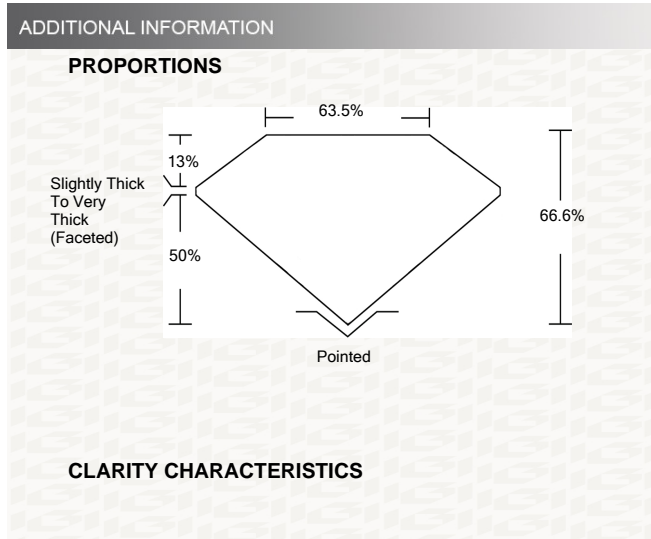 ADDITIONAL INFORMATION
PROPORTIONS
63.5%
13%
Slightly Thick
To Very
Thick
(Faceted)
66.6%
50%
Pointed
CLARITY CHARACTERISTICS